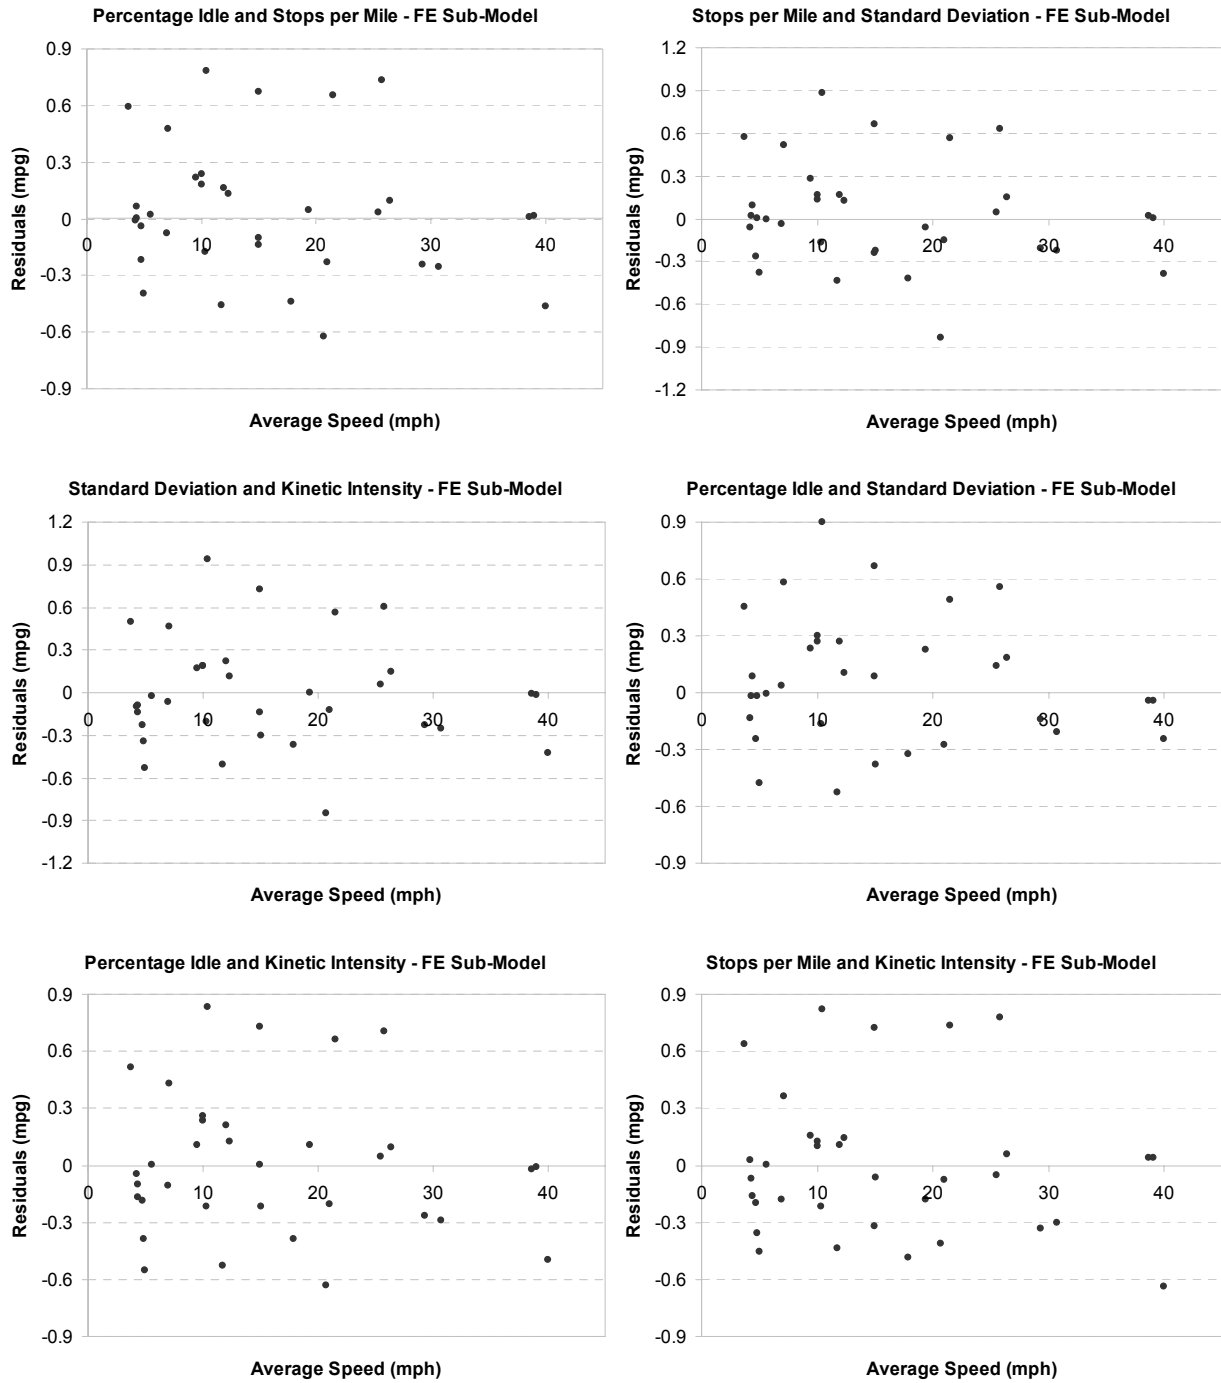 Percentage Idle and Stops per Mile - FE Sub-Model
0.9
0.6
0.3
0
-0.3
-0.6
-0.9
0 10 20 30 40
Residuals (mpg)
Average Speed (mph)
Stops per Mile and Standard Deviation - FE Sub-Model
1.2
0.9
0.6
0.3
0
-0.3
-0.6
-0.9
-1.2
0 10 20 30 40
Residuals (mpg)
Average Speed (mph)
Standard Deviation and Kinetic Intensity - FE Sub-Model
1.2
0.9
0.6
0.3
0
-0.3
-0.6
-0.9
-1.2
0 10 20 30 40
Residuals (mpg)
Average Speed (mph)
Percentage Idle and Standard Deviation - FE Sub-Model
0.9
0.6
0.3
0
-0.3
-0.6
-0.9
0 10 20 30 40
Residuals (mpg)
Average Speed (mph)
Percentage Idle and Kinetic Intensity - FE Sub-Model
0.9
0.6
0.3
0
-0.3
-0.6
-0.9
0 10 20 30 40
Residuals (mpg)
Average Speed (mph)
Stops per Mile and Kinetic Intensity - FE Sub-Model
0.9
0.6
0.3
0
-0.3
-0.6
-0.9
0 10 20 30 40
Residuals (mpg)
Average Speed (mph)